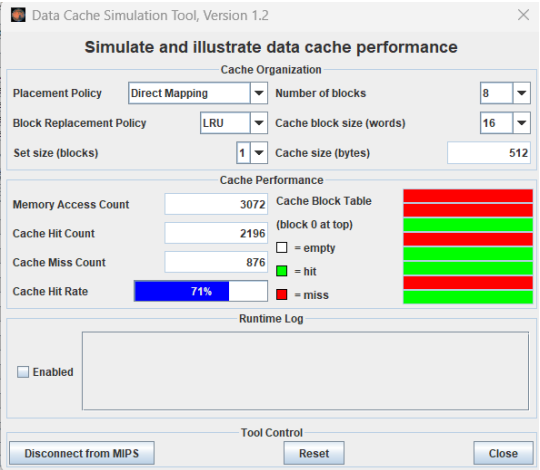 Data Cache Simulation Tool, Version 1.2
Simulate and illustrate data cache performance
Cache Organization
Placement Policy Direct Mapping Number of blocks 8
Block Replacement Policy LRU Cache block size (words) 16
Set size (blocks) 1 Cache size (bytes) 512
Cache Performance
Memory Access Count 3072 Cache Block Table
(block 0 at top)
Cache Hit Count 2196
= empty
Cache Miss Count 876
= hit
Cache Hit Rate 71% = miss
Runtime Log
Enabled
Tool Control
Disconnect from MIPS Reset Close